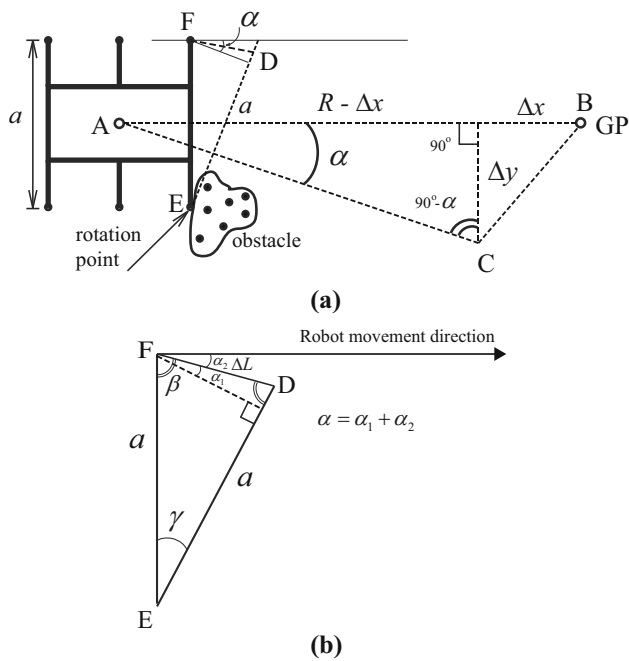 F
α
D
a
a
R - Δx
Δx
B
A
GP
90°
α
Δy
90°-α
E
rotation
point
obstacle
C
(a)
Robot movement direction
F
α₂
ΔL
α₁
β
D
α = α₁ + α₂
a
a
γ
E
(b)